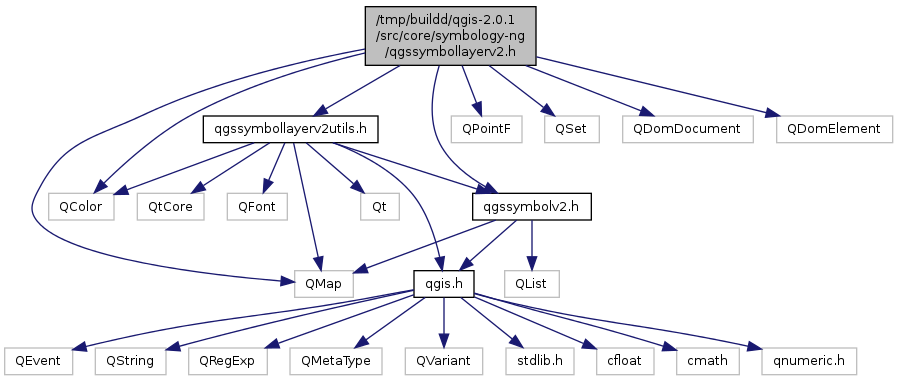 /tmp/buildd/qgis-2.0.1
/src/core/symbology-ng
/qgssymbollayerv2.h
qgssymbollayerv2utils.h
QPointF
QSet
QDomDocument
QDomElement
QColor
QtCore
QFont
Qt
qgssymbolv2.h
QMap
qgis.h
QList
QEvent
QString
QRegExp
QMetaType
QVariant
stdlib.h
cfloat
cmath
qnumeric.h